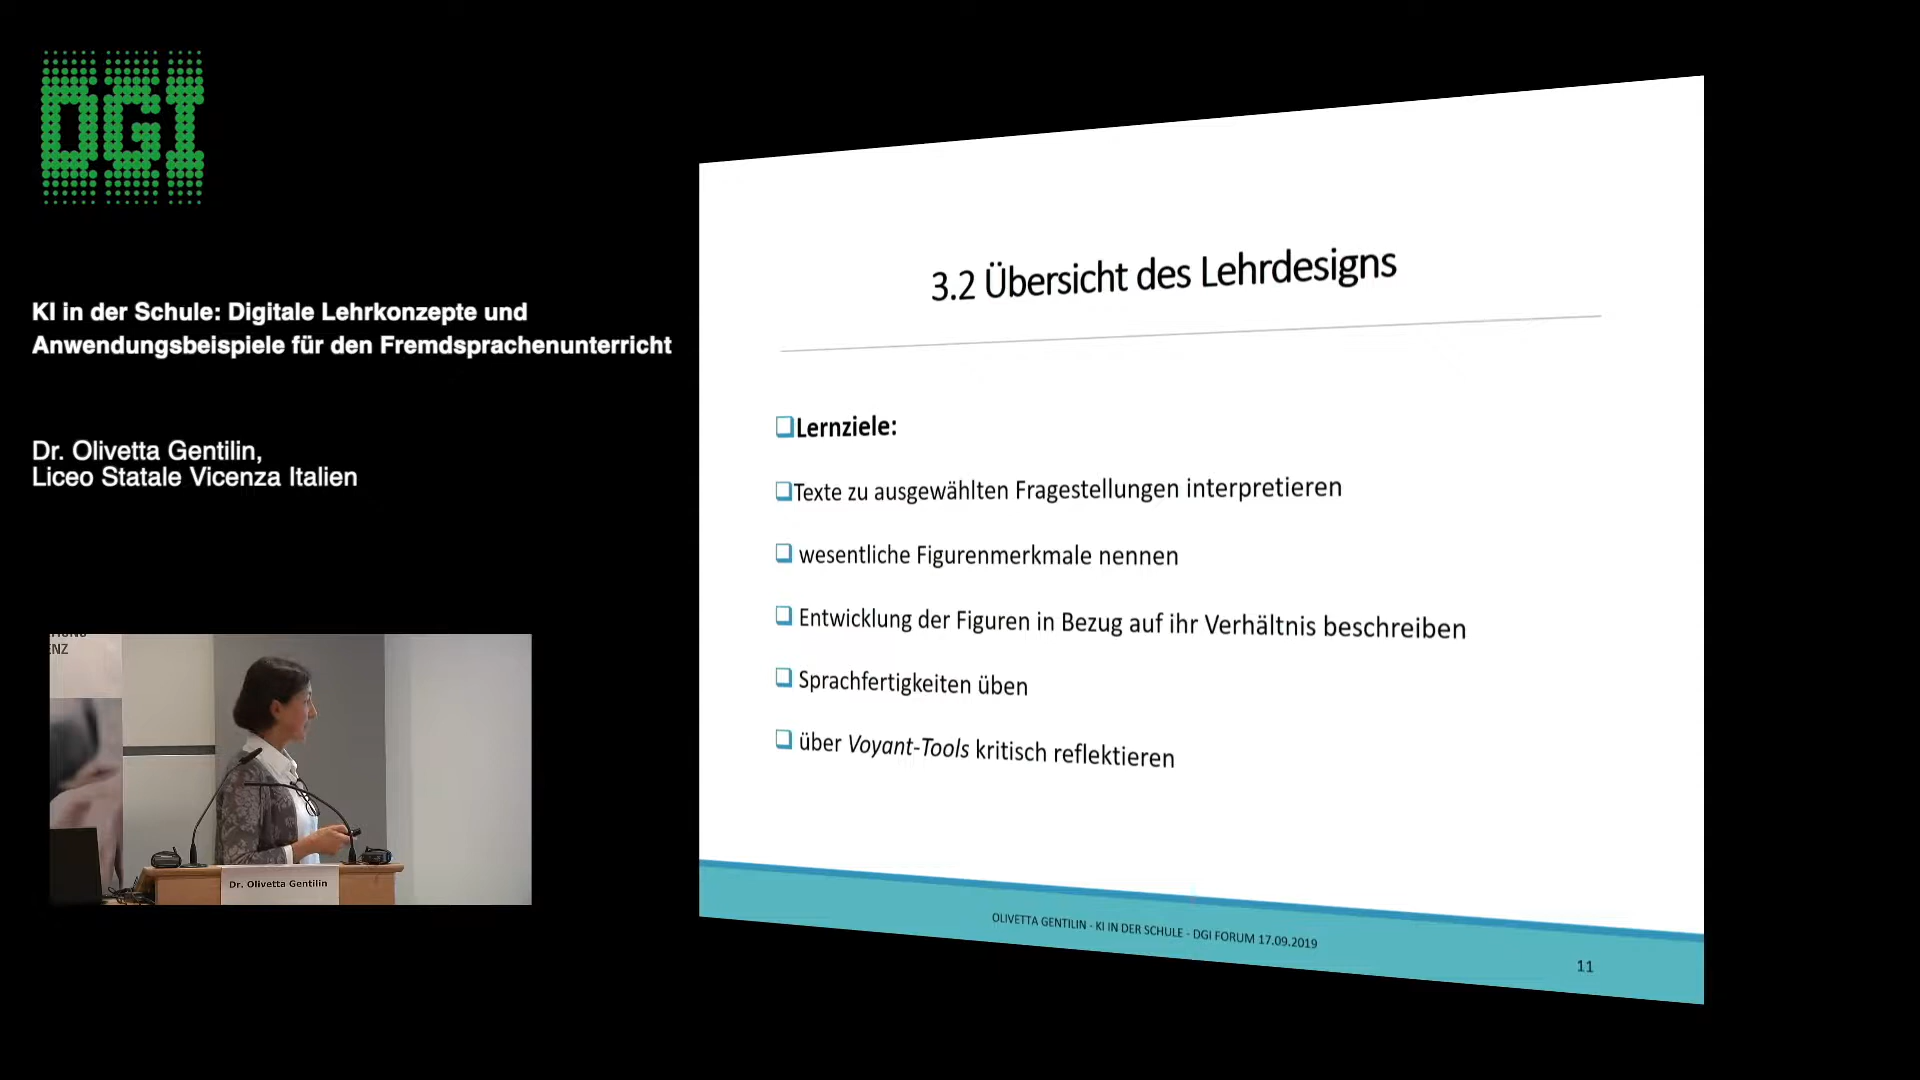 DGI
KI in der Schule: Digitale Lehrkonzepte und
Anwendungsbeispiele für den Fremdsprachenunterricht
Dr. Olivetta Gentilin,
Liceo Statale Vicenza Italien
ENZ
Dr. Olivetta Gentilin
3.2 Übersicht des Lehrdesigns
Lernziele:
Texte zu ausgewählten Fragestellungen interpretieren
wesentliche Figurenmerkmale nennen
Entwicklung der Figuren in Bezug auf ihr Verhältnis beschreiben
Sprachfertigkeiten üben
über Voyant-Tools kritisch reflektieren
OLIVETTA GENTILIN - KI IN DER SCHULE - DGI FORUM 17.09.2019
11